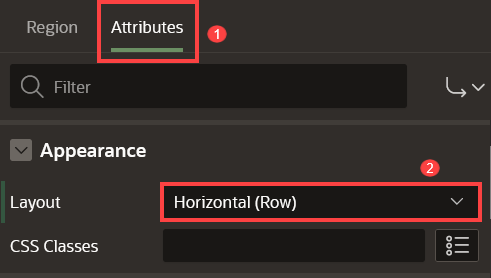 Region Attributes 1
Filter
Appearance
2
Layout Horizontal (Row)
CSS Classes